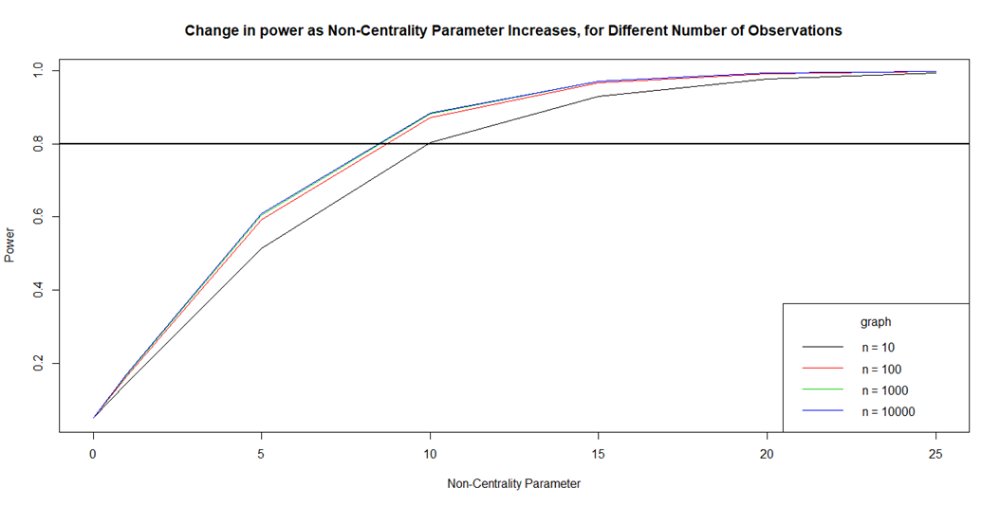 Change in power as Non-Centrality Parameter Increases, for Different Number of Observations
Power
1.0
0.8
0.6
0.4
0.2
graph
n = 10
n = 100
n = 1000
n = 10000
0 5 10 15 20 25
Non-Centrality Parameter